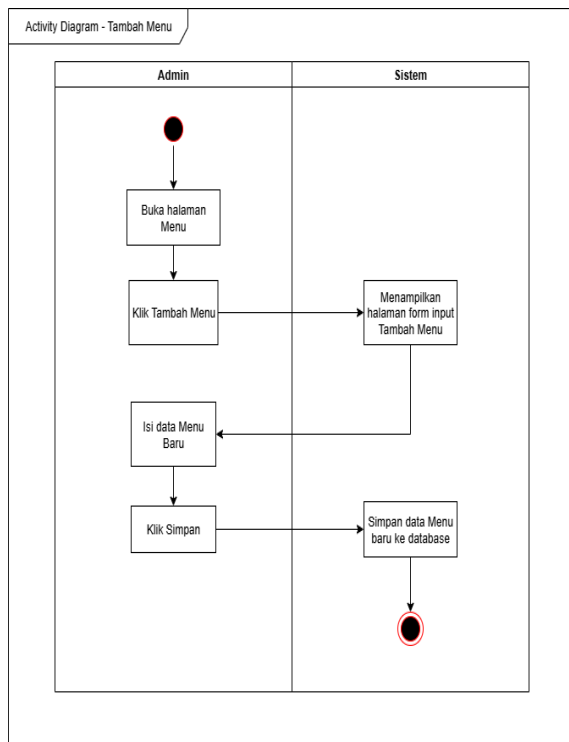 Activity Diagram - Tambah Menu
Admin
Sistem
Buka halaman
Menu
Klik Tambah Menu
Menampilkan
halaman form input
Tambah Menu
Isi data Menu
Baru
Klik Simpan
Simpan data Menu
baru ke database